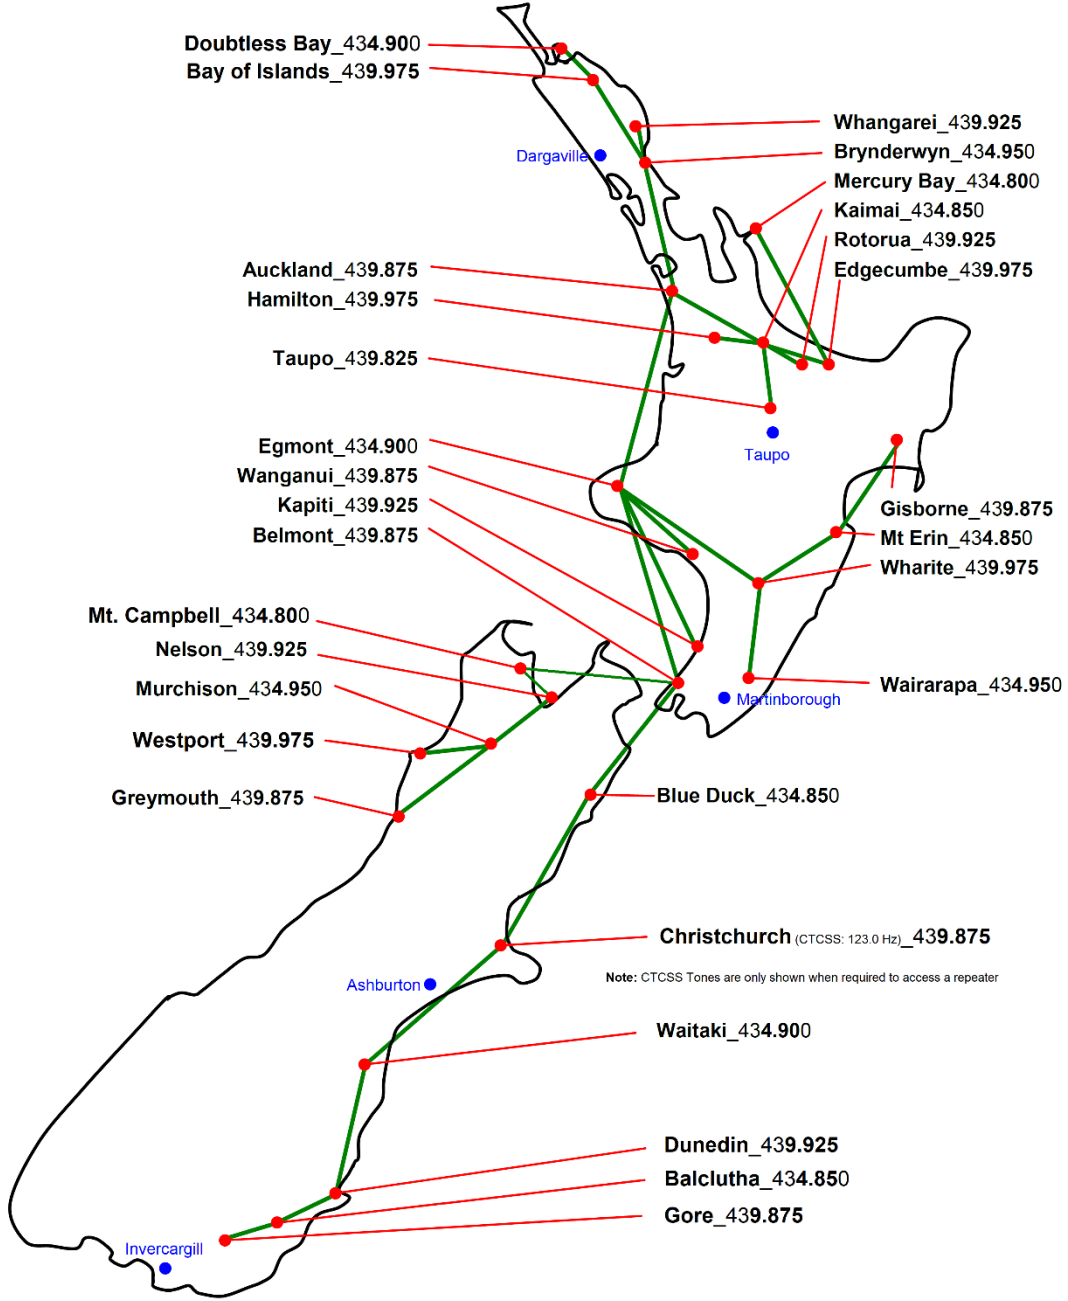 Doubtless Bay_434.900
Bay of Islands_439.975
Whangarei_439.925
Dargaville
Brynderwyn_434.950
Mercury Bay_434.800
Kaimai_434.850
Rotorua_439.925
Auckland_439.875
Edgecumbe_439.975
Hamilton_439.975
Taupo_439.825
Egmont_434.900
Taupo
Wanganui_439.875
Kapiti_439.925
Gisborne_439.875
Belmont_439.875
Mt Erin_434.850
Wharite_439.975
Mt. Campbell_434.800
Nelson_439.925
Murchison_434.950
Wairarapa_434.950
Martinborough
Westport_439.975
Greymouth_439.875
Blue Duck_434.850
Christchurch (CTCSS: 123.0 Hz)_439.875
Note: CTCSS Tones are only shown when required to access a repeater
Ashburton
Waitaki_434.900
Dunedin_439.925
Balclutha_434.850
Gore_439.875
Invercargill